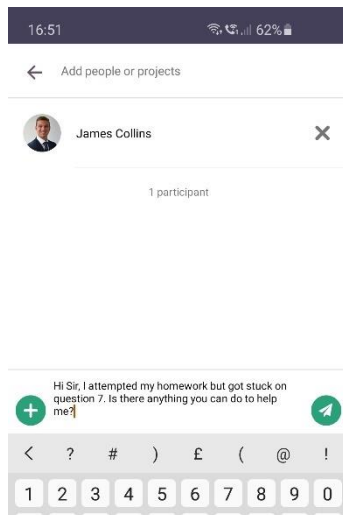 16:51 62%
Add people or projects
James Collins
1 participant
Hi Sir, I attempted my homework but got stuck on
question 7. Is there anything you can do to help
me?
? # ) £ ( @ !
1 2 3 4 5 6 7 8 9 0